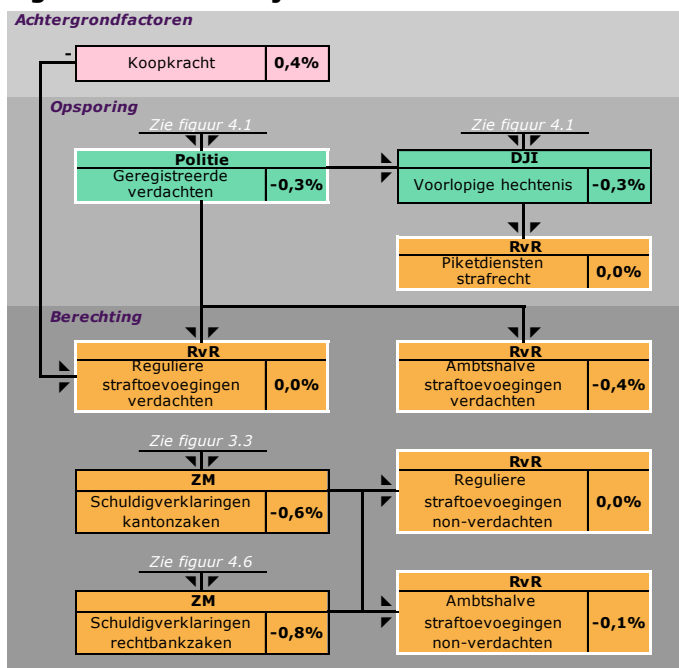 Achtergrondfactoren
-
Koopkracht
0,4%
Opsporing
Zie figuur 4.1
Zie figuur 4.1
Politie
Geregistreerde
verdachten
-0,3%
DJI
Voorlopige hechtenis
-0,3%
RvR
Piketdiensten
strafrecht
0,0%
Berechting
RvR
Reguliere
straftoevoegingen
verdachten
0,0%
RvR
Ambtshalve
straftoevoegingen
verdachten
-0,4%
Zie figuur 3.3
ZM
Schuldigverklaringen
kantonzaken
-0,6%
RvR
Reguliere
straftoevoegingen
non-verdachten
0,0%
Zie figuur 4.6
ZM
Schuldigverklaringen
rechtbankzaken
-0,8%
RvR
Ambtshalve
straftoevoegingen
non-verdachten
-0,1%